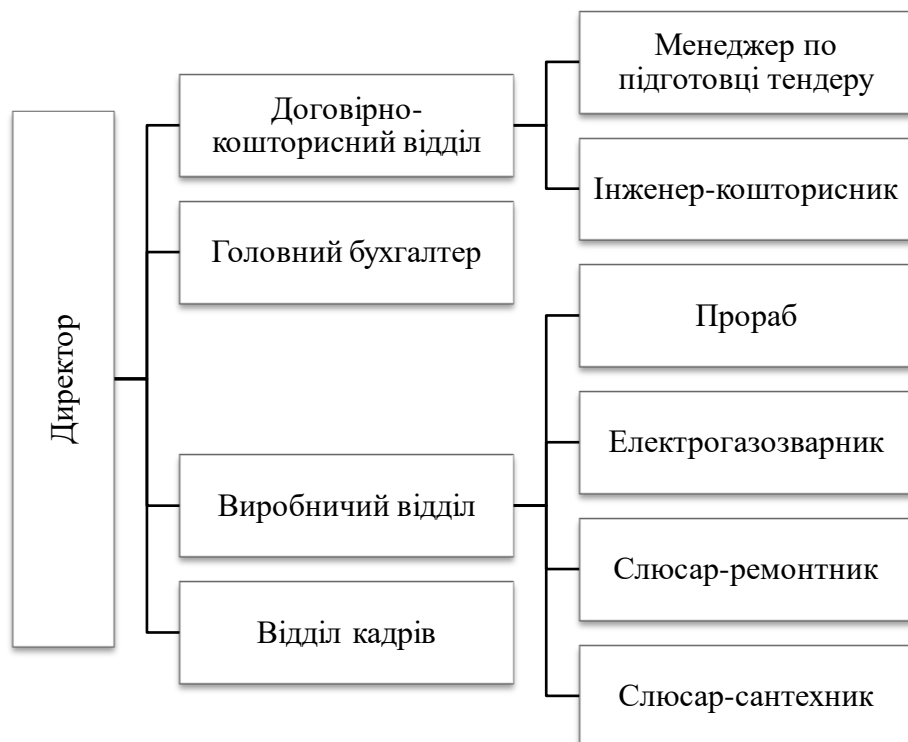 Директор
Договірно-
кошторисний відділ
Головний бухгалтер
Виробничий відділ
Відділ кадрів
Менеджер по
підготовці тендеру
Інженер-кошторисник
Прораб
Електрогазозварник
Слюсар-ремонтник
Слюсар-сантехник